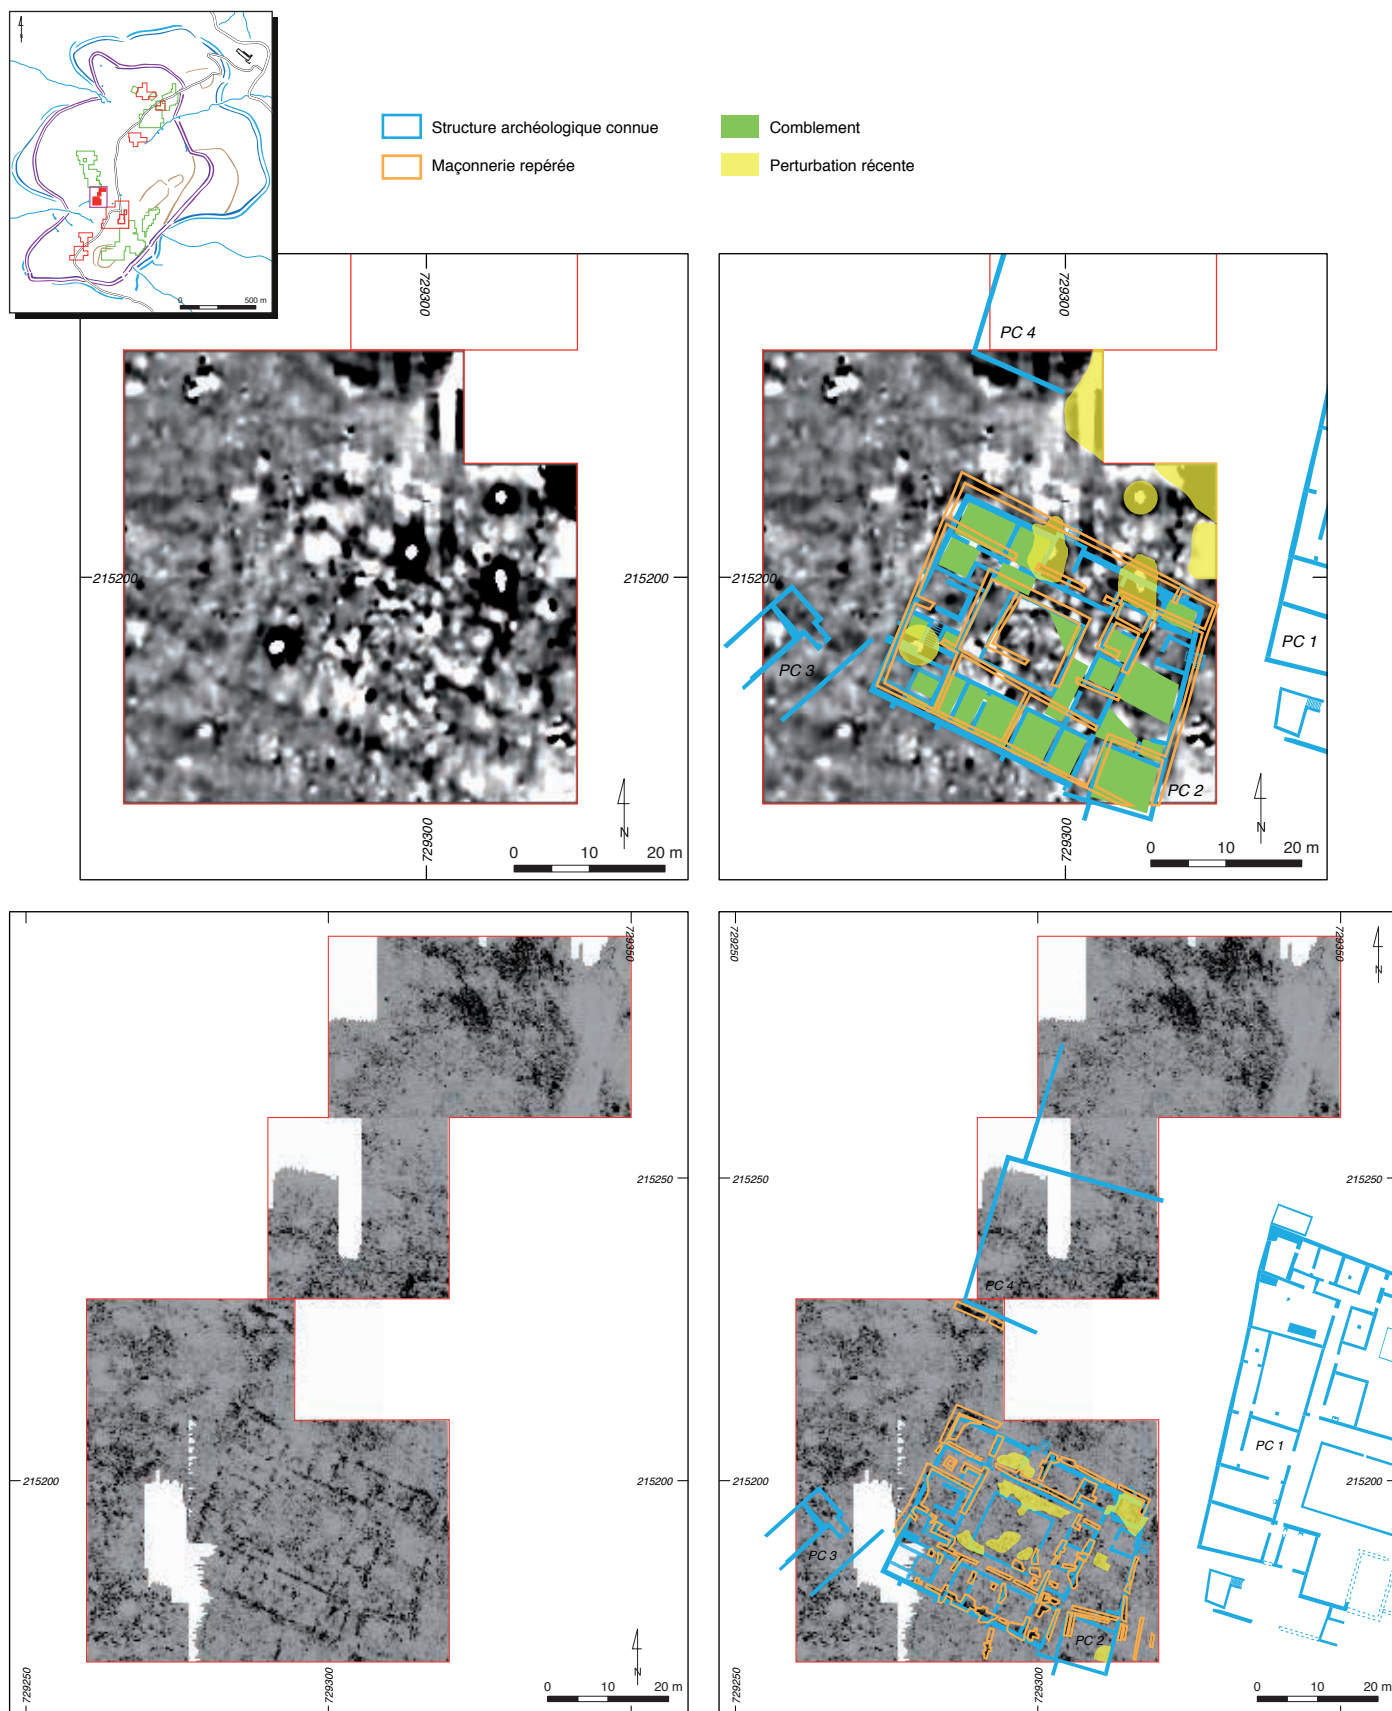 N
0 500 m
Structure archéologique connue
Maçonnerie repérée
Comblement
Perturbation récente
729300
215200
215200
729300
N
0 10 20 m
729300
PC 4
PC 1
PC 3
PC 2
729300
N
0 10 20 m
729350
215250
215200
729250
729300
N
0 10 20 m
729250
729350
N
215250
215250
PC 4
PC 1
215200
215200
PC 3
PC 2
729250
729300
0 10 20 m